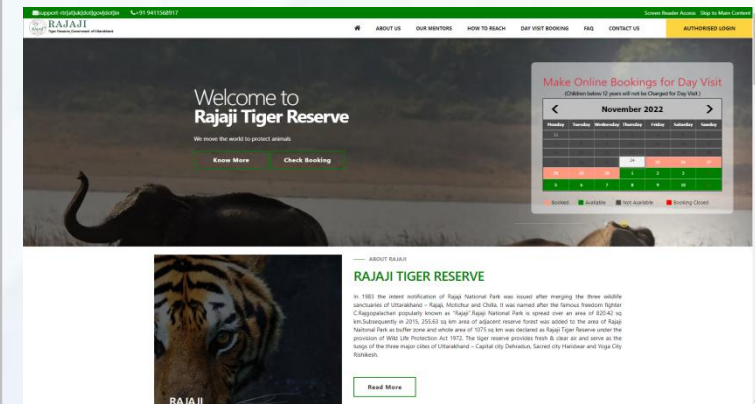 support-rtr[at]uk[dot]gov[dot]in +91 9411568917 Screen Reader Access Skip to Main Content
RAJAJI
Tiger Reserve, Government of Uttarakhand
ABOUT US OUR MENTORS HOW TO REACH DAY VISIT BOOKING FAQ CONTACT US AUTHORISED LOGIN
Welcome to
Rajaji Tiger Reserve
We move the world to protect animals
Know More Check Booking
Make Online Bookings for Day Visit
(Children below 12 years will not be Charged for Day Visit.)
< November 2022 >
Monday Tuesday Wednesday Thursday Friday Saturday Sunday
31
24 25 26 27
28 29 30 1 2 3
5 6 7 8 9 10
Booked Available Not Available Booking Closed
ABOUT RAJAJI
RAJAJI TIGER RESERVE
In 1983 the intent notification of Rajaji National Park was issued after merging the three wildlife
sanctuaries of Uttarakhand – Rajaji, Motichur and Chilla. It was named after the famous freedom fighter
C.Rajgopalachari popularly known as "Rajaji".Rajaji National Park is spread over an area of 820.42 sq
km.Subsequently in 2015, 255.63 sq km area of adjacent reserve forest was added to the area of Rajaji
National Park as buffer zone and whole area of 1075 sq km was declared as Rajaji Tiger Reserve under the
provision of Wild Life Protection Act 1972. The tiger reserve provides fresh & clear air and serve as the
lungs of the three major cities of Uttarakhand – Capital city Dehradun, Sacred city Haridwar and Yoga City
Rishikesh.
Read More
RAJAJI